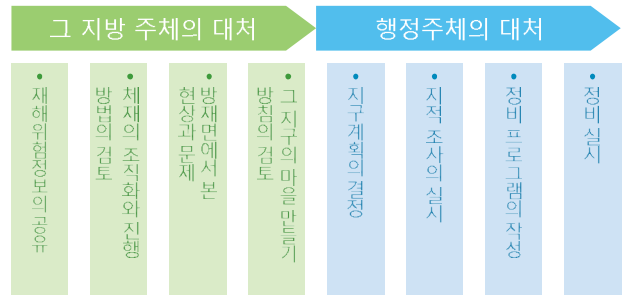 그 지방 주체의 대처
행정주체의 대처
• 재해위험정보의 공유
• 체재의 조직화와 진행
방법의 검토
• 방재면에서 본
현상과 문제
• 그 지구의 마을 만들기
방침의 검토
• 지구계획의 결정
• 지적 조사의 실시
• 정비 프로그램의 작성
• 정비 실시